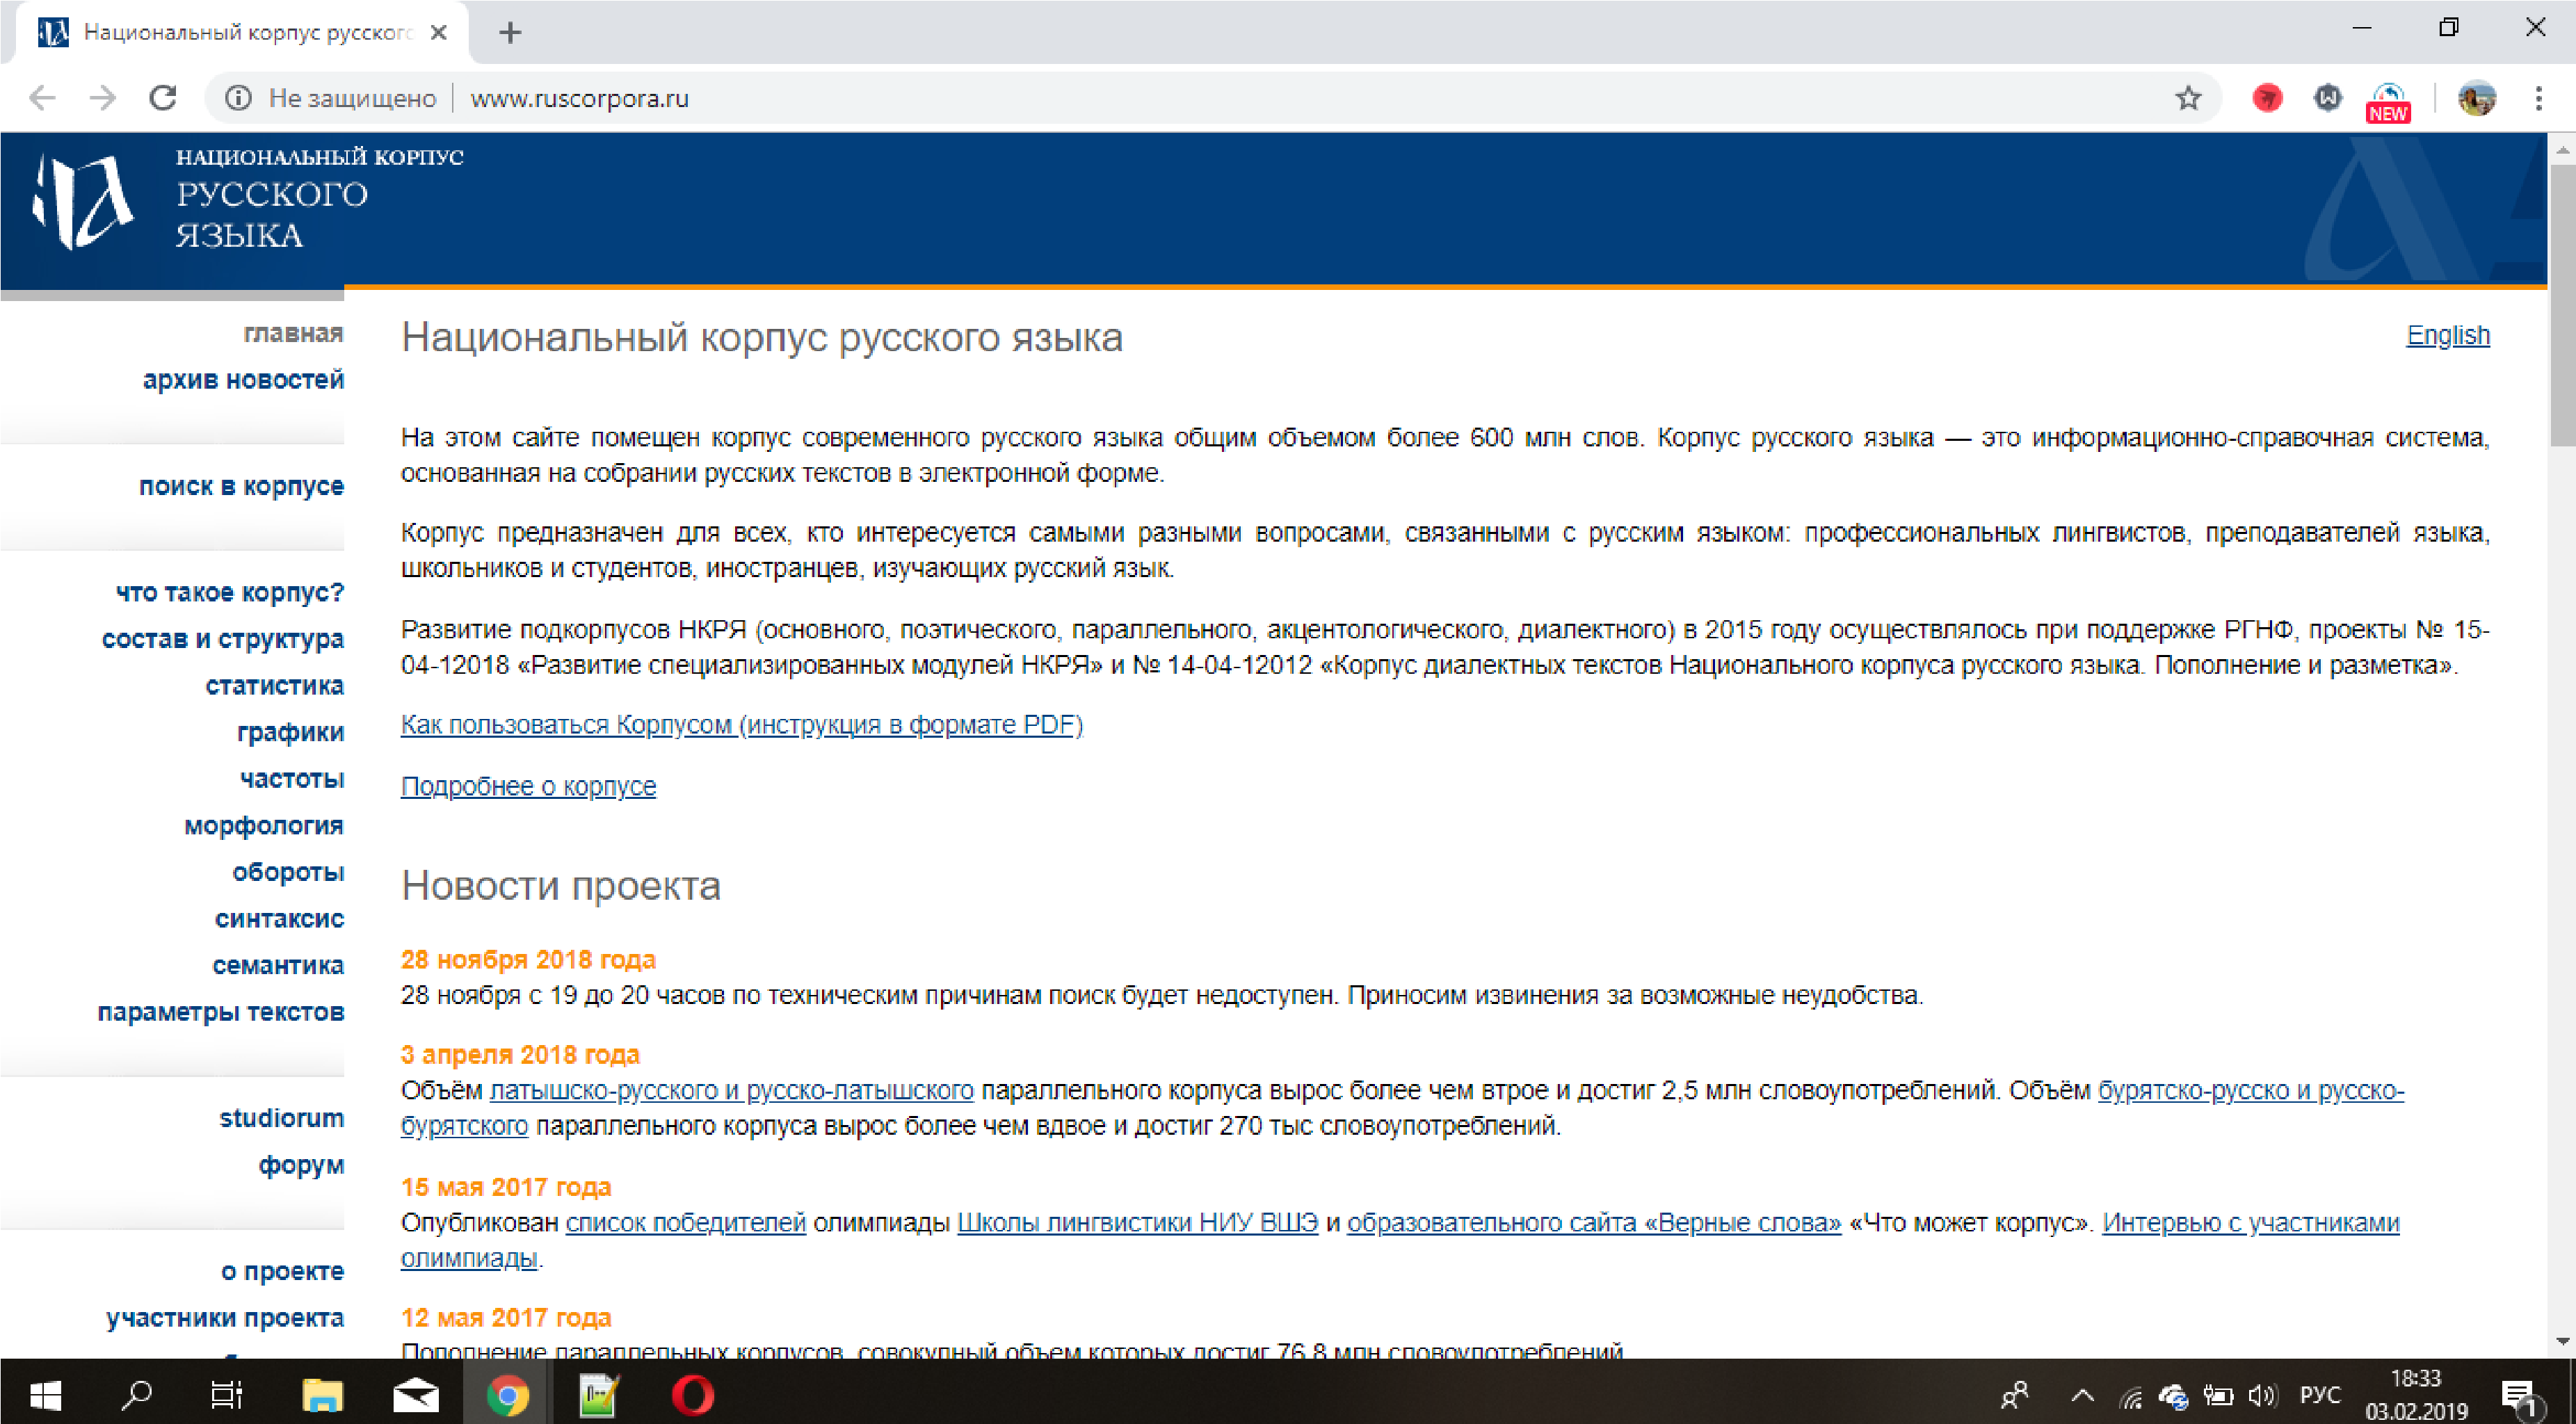 Национальный корпус русског
Не защищено
www.ruscorpora.ru
NEW
НАЦИОНАЛЬНЫЙ КОРПУС
РУССКОГО
ЯЗЫКА
главная
архив новостей
поиск в корпусе
что такое корпус?
состав и структура
статистика
графики
частоты
морфология
обороты
синтаксис
семантика
параметры текстов
studiorum
форум
о проекте
участники проекта
Национальный корпус русского языка
English
На этом сайте помещен корпус современного русского языка общим объемом более 600 млн слов. Корпус русского языка — это информационно-справочная система,
основанная на собрании русских текстов в электронной форме.
Корпус предназначен для всех, кто интересуется самыми разными вопросами, связанными с русским языком: профессиональных лингвистов, преподавателей языка,
школьников и студентов, иностранцев, изучающих русский язык.
Развитие подкорпусов НКРЯ (основного, поэтического, параллельного, акцентологического, диалектного) в 2015 году осуществлялось при поддержке РГНФ, проекты № 15-
04-12018 «Развитие специализированных модулей НКРЯ» и № 14-04-12012 «Корпус диалектных текстов Национального корпуса русского языка. Пополнение и разметка».
Как пользоваться Корпусом (инструкция в формате PDF)
Подробнее о корпусе
Новости проекта
28 ноября 2018 года
28 ноября с 19 до 20 часов по техническим причинам поиск будет недоступен. Приносим извинения за возможные неудобства.
3 апреля 2018 года
Объём латышско-русского и русско-латышского параллельного корпуса вырос более чем втрое и достиг 2,5 млн словоупотреблений. Объём бурятско-русско и русско-
бурятского параллельного корпуса вырос более чем вдвое и достиг 270 тыс словоупотреблений.
15 мая 2017 года
Опубликован список победителей олимпиады Школы лингвистики НИУ ВШЭ и образовательного сайта «Верные слова» «Что может корпус». Интервью с участниками
олимпиады.
12 мая 2017 года
Пополнение параллельных корпусов, совокупный объем которых достиг 76,8 млн словоупотреблений
РУС
18:33
03.02.2019
1